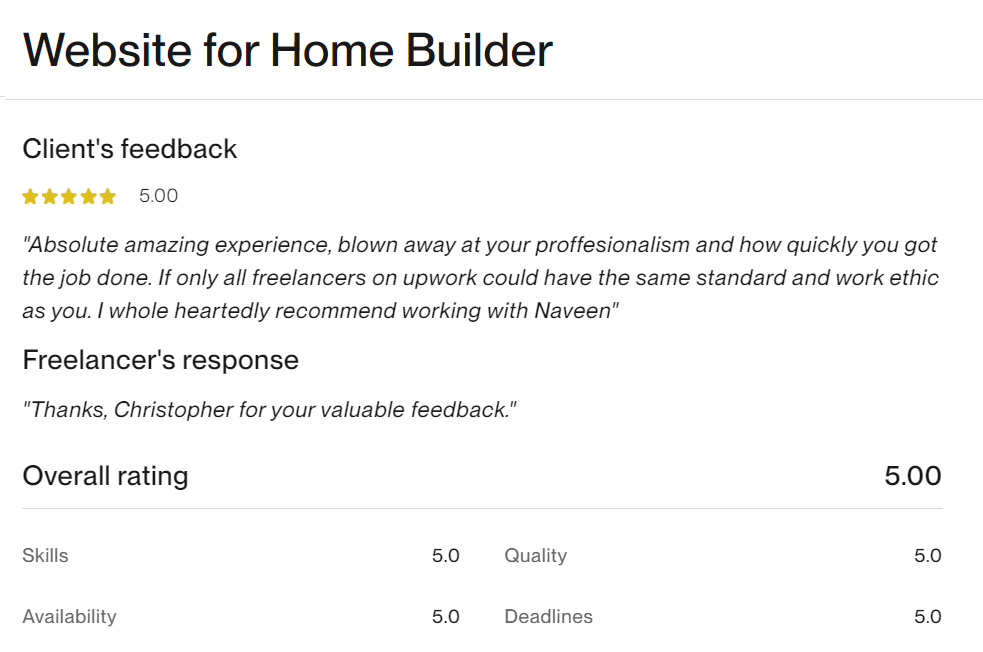 Website for Home Builder
Client's feedback
5.00
"Absolute amazing experience, blown away at your proffesionalism and how quickly you got
the job done. If only all freelancers on upwork could have the same standard and work ethic
as you. I whole heartedly recommend working with Naveen"
Freelancer's response
"Thanks, Christopher for your valuable feedback."
Overall rating 5.00
Skills 5.0 Quality 5.0
Availability 5.0 Deadlines 5.0